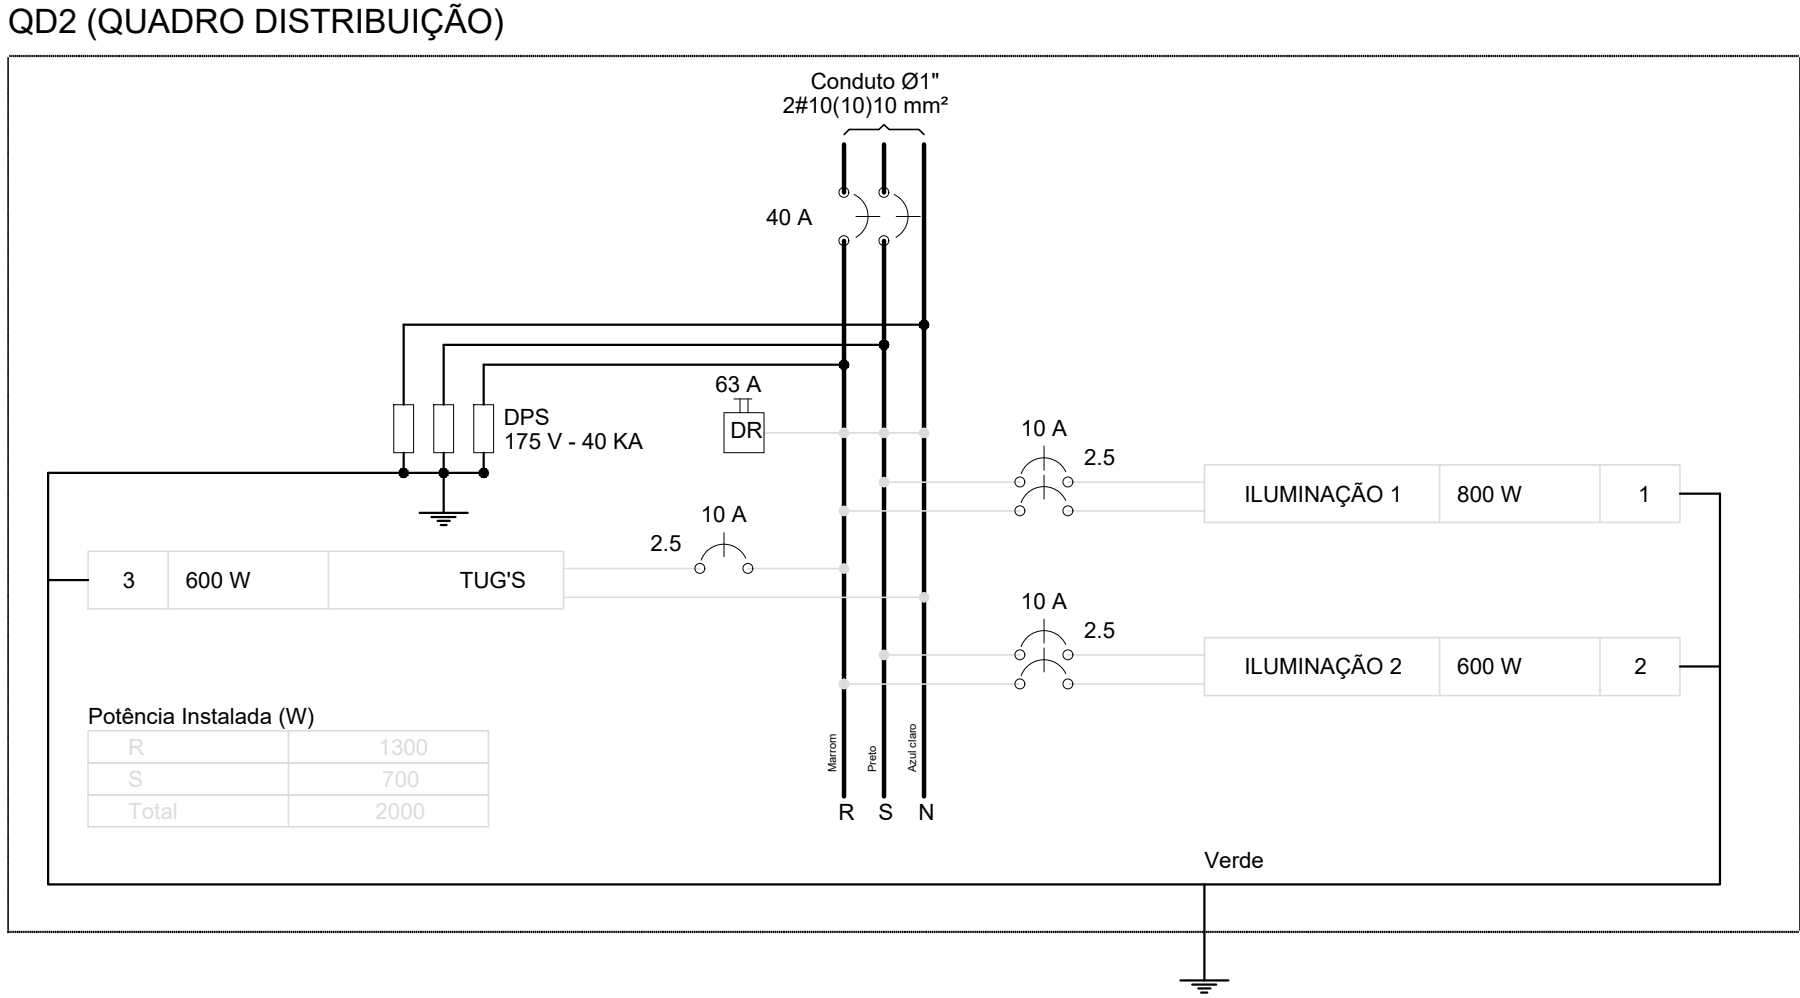 QD2 (QUADRO DISTRIBUIÇÃO)
Conduto Ø1"
2#10(10)10 mm²
40 A
63 A
DR
DPS
175 V - 40 KA
10 A
2.5
ILUMINAÇÃO 1 800 W 1
10 A
2.5
3 600 W TUG'S
10 A
2.5
ILUMINAÇÃO 2 600 W 2
Potência Instalada (W)
R 1300
S 700
Total 2000
Marrom
Preto
Azul claro
R S N
Verde